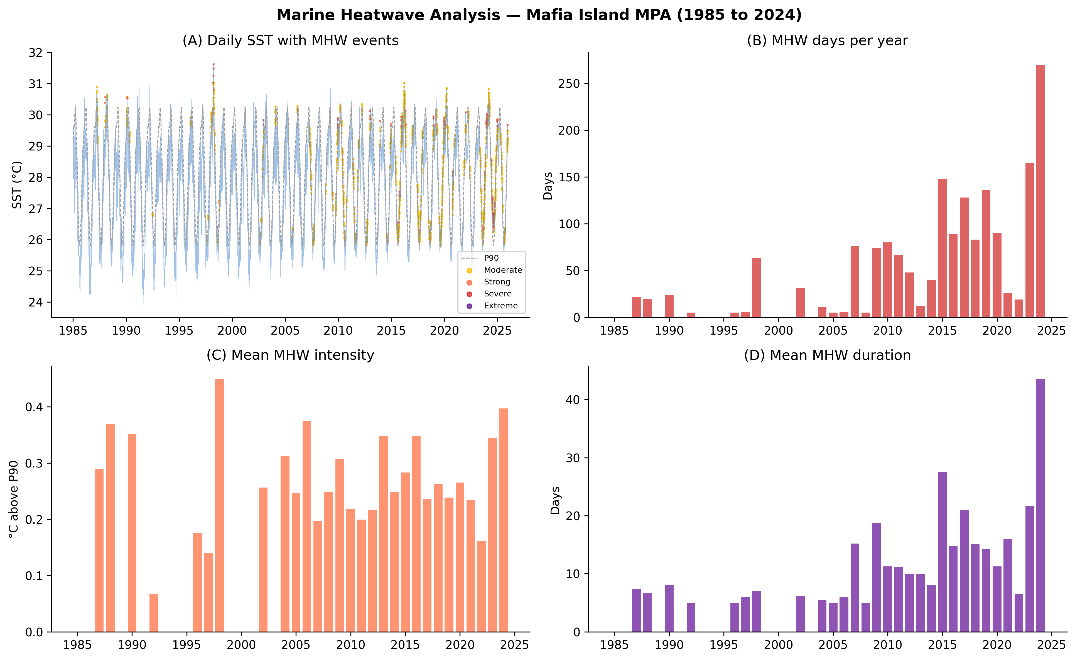 Marine Heatwave Analysis — Mafia Island MPA (1985 to 2024)
(A) Daily SST with MHW events
SST (°C)
32
31
30
29
28
27
26
25
24
1985 1990 1995 2000 2005 2010 2015 2020 2025
P90
Moderate
Strong
Severe
Extreme
(B) MHW days per year
Days
250
200
150
100
50
0
1985 1990 1995 2000 2005 2010 2015 2020 2025
(C) Mean MHW intensity
°C above P90
0.4
0.3
0.2
0.1
0.0
1985 1990 1995 2000 2005 2010 2015 2020 2025
(D) Mean MHW duration
Days
40
30
20
10
0
1985 1990 1995 2000 2005 2010 2015 2020 2025